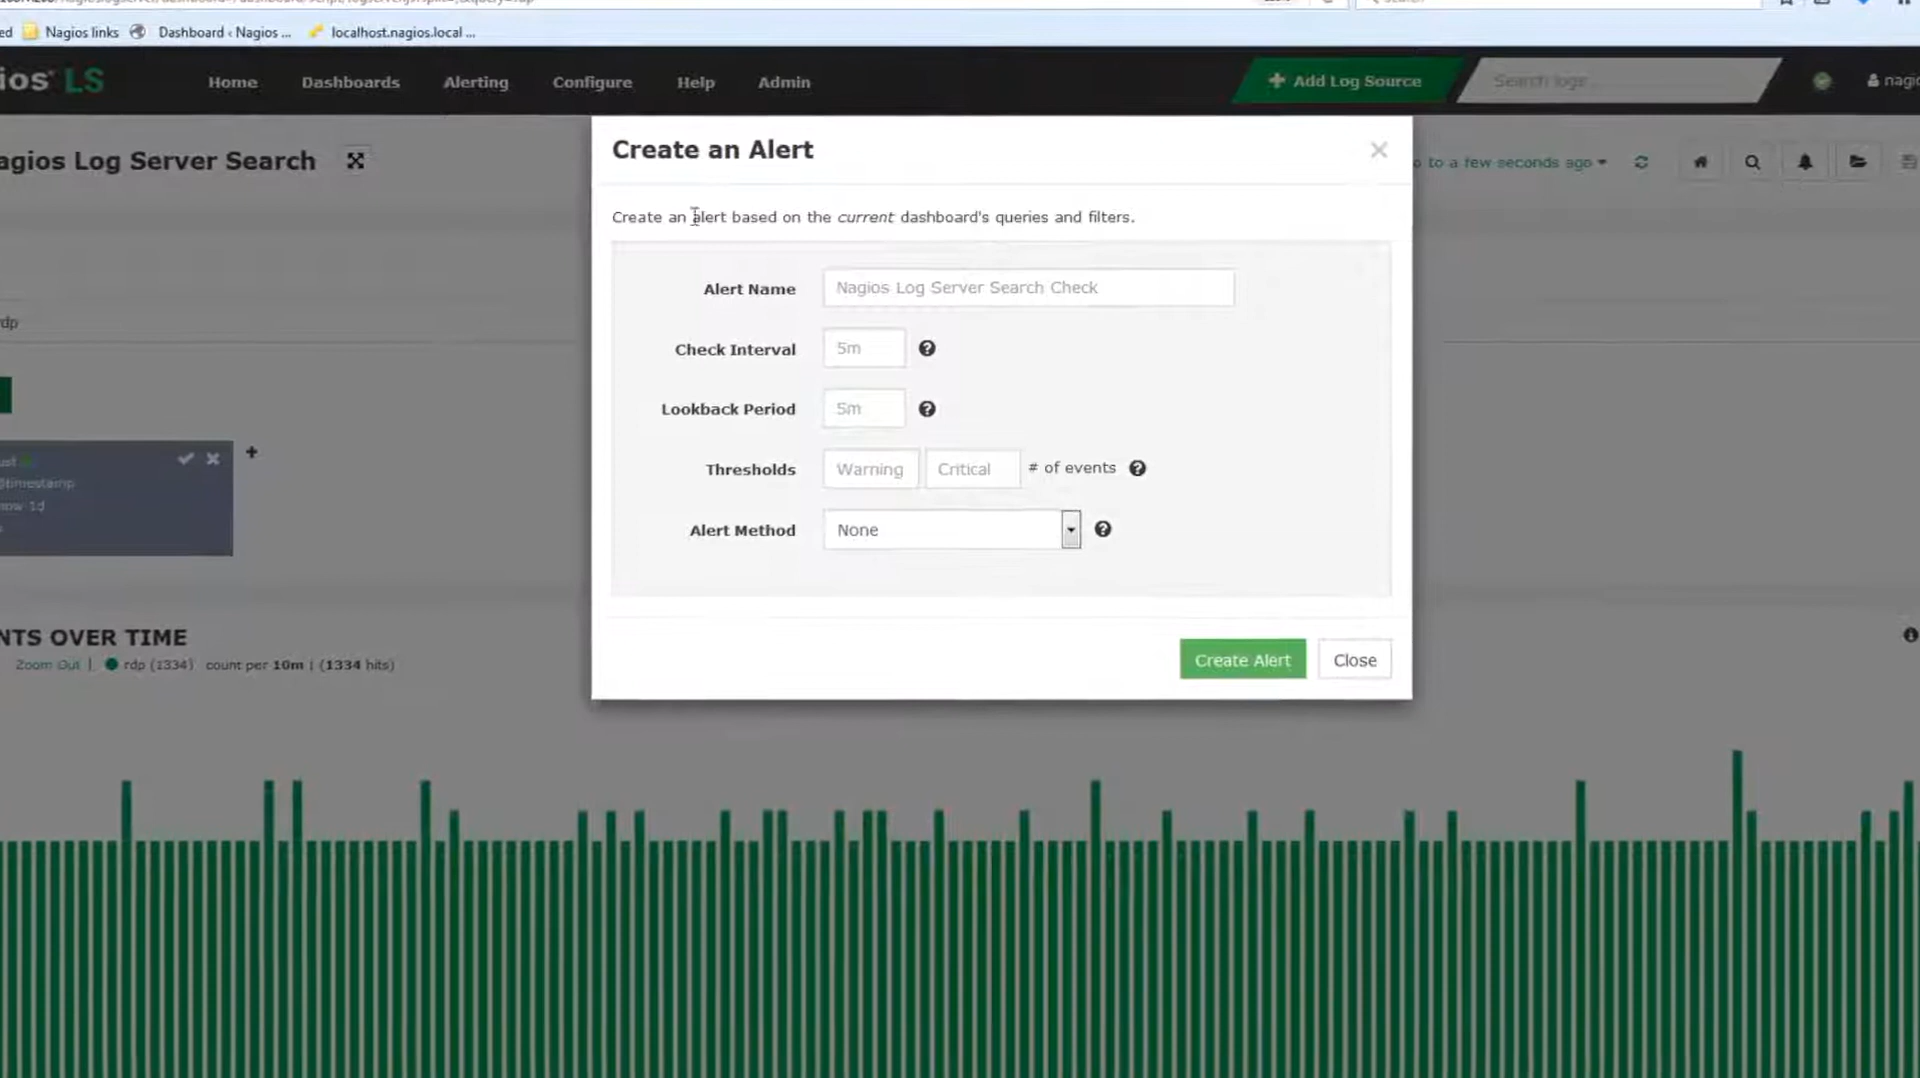 Nagios links
Dashboard ‹ Nagios ...
localhost.nagios.local ...
LS
Home
Dashboards
Alerting
Configure
Help
Admin
Add Log Source
Search logs
agios Log Server Search
to a few seconds ago
Create an Alert
Create an alert based on the current dashboard's queries and filters.
Alert Name
Nagios Log Server Search Check
Check Interval
5m
Lookback Period
5m
Thresholds
Warning
Critical
# of events
Alert Method
None
Create Alert
Close
rdp
NTS OVER TIME
Zoom Out | rdp (1334) count per 10m | (1334 hits)